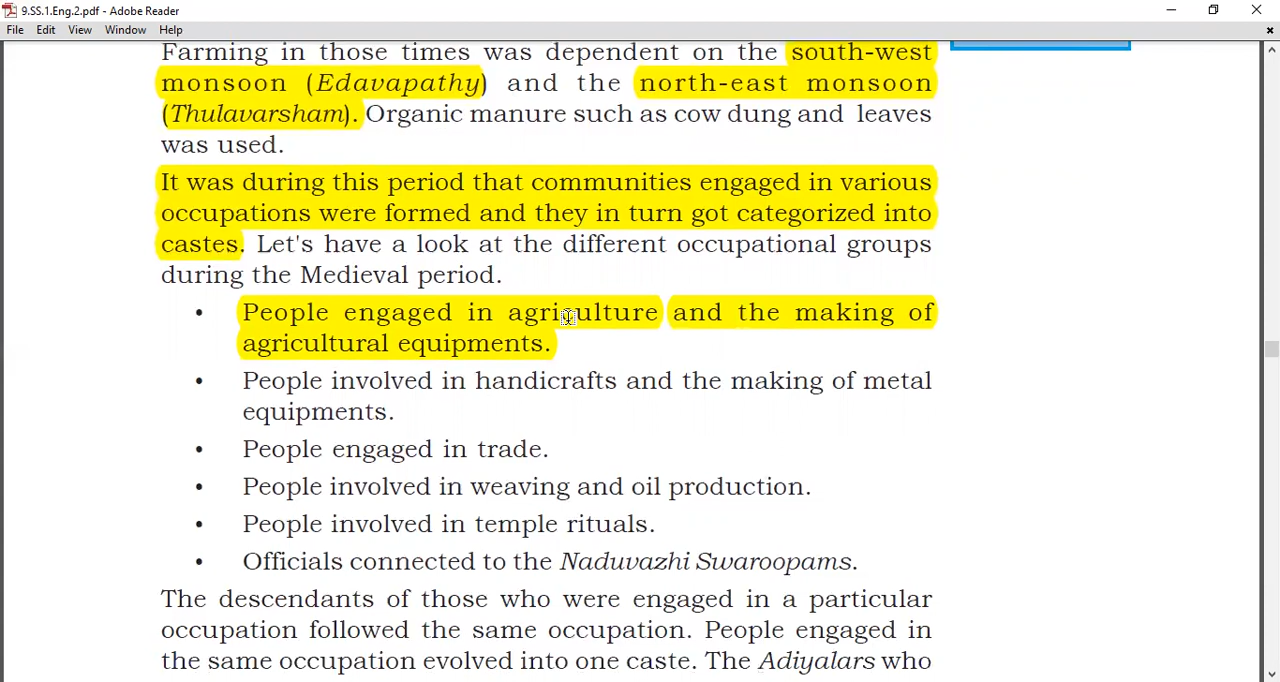 9.SS.1.Eng.2.pdf - Adobe Reader
File Edit View Window Help
Farming in those times was dependent on the south-west
monsoon (Edavapathy) and the north-east monsoon
(Thulavarsham). Organic manure such as cow dung and leaves
was used.
It was during this period that communities engaged in various
occupations were formed and they in turn got categorized into
castes. Let's have a look at the different occupational groups
during the Medieval period.
• People engaged in agriculture and the making of
agricultural equipments.
• People involved in handicrafts and the making of metal
equipments.
• People engaged in trade.
• People involved in weaving and oil production.
• People involved in temple rituals.
• Officials connected to the Naduvazhi Swaroopams.
The descendants of those who were engaged in a particular
occupation followed the same occupation. People engaged in
the same occupation evolved into one caste. The Adiyalars who